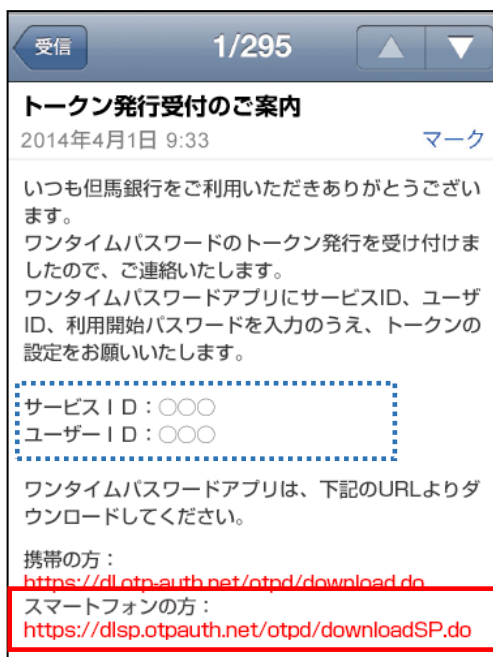 受信
1/295
トークン発行受付のご案内
2014年4月1日 9:33
マーク
いつも但馬銀行をご利用いただきありがとうござい
ます。
ワンタイムパスワードのトークン発行を受け付けま
したので、ご連絡いたします。
ワンタイムパスワードアプリにサービスID、ユーザ
ID、利用開始パスワードを入力のうえ、トークンの
設定をお願いいたします。
サービスＩＤ：○○○
ユーザーＩＤ：○○○
ワンタイムパスワードアプリは、下記のURLよりダ
ウンロードしてください。
携帯の方：
https://dl.otp-auth.net/otpd/download.do
スマートフォンの方：
https://dlsp.otpauth.net/otpd/downloadSP.do